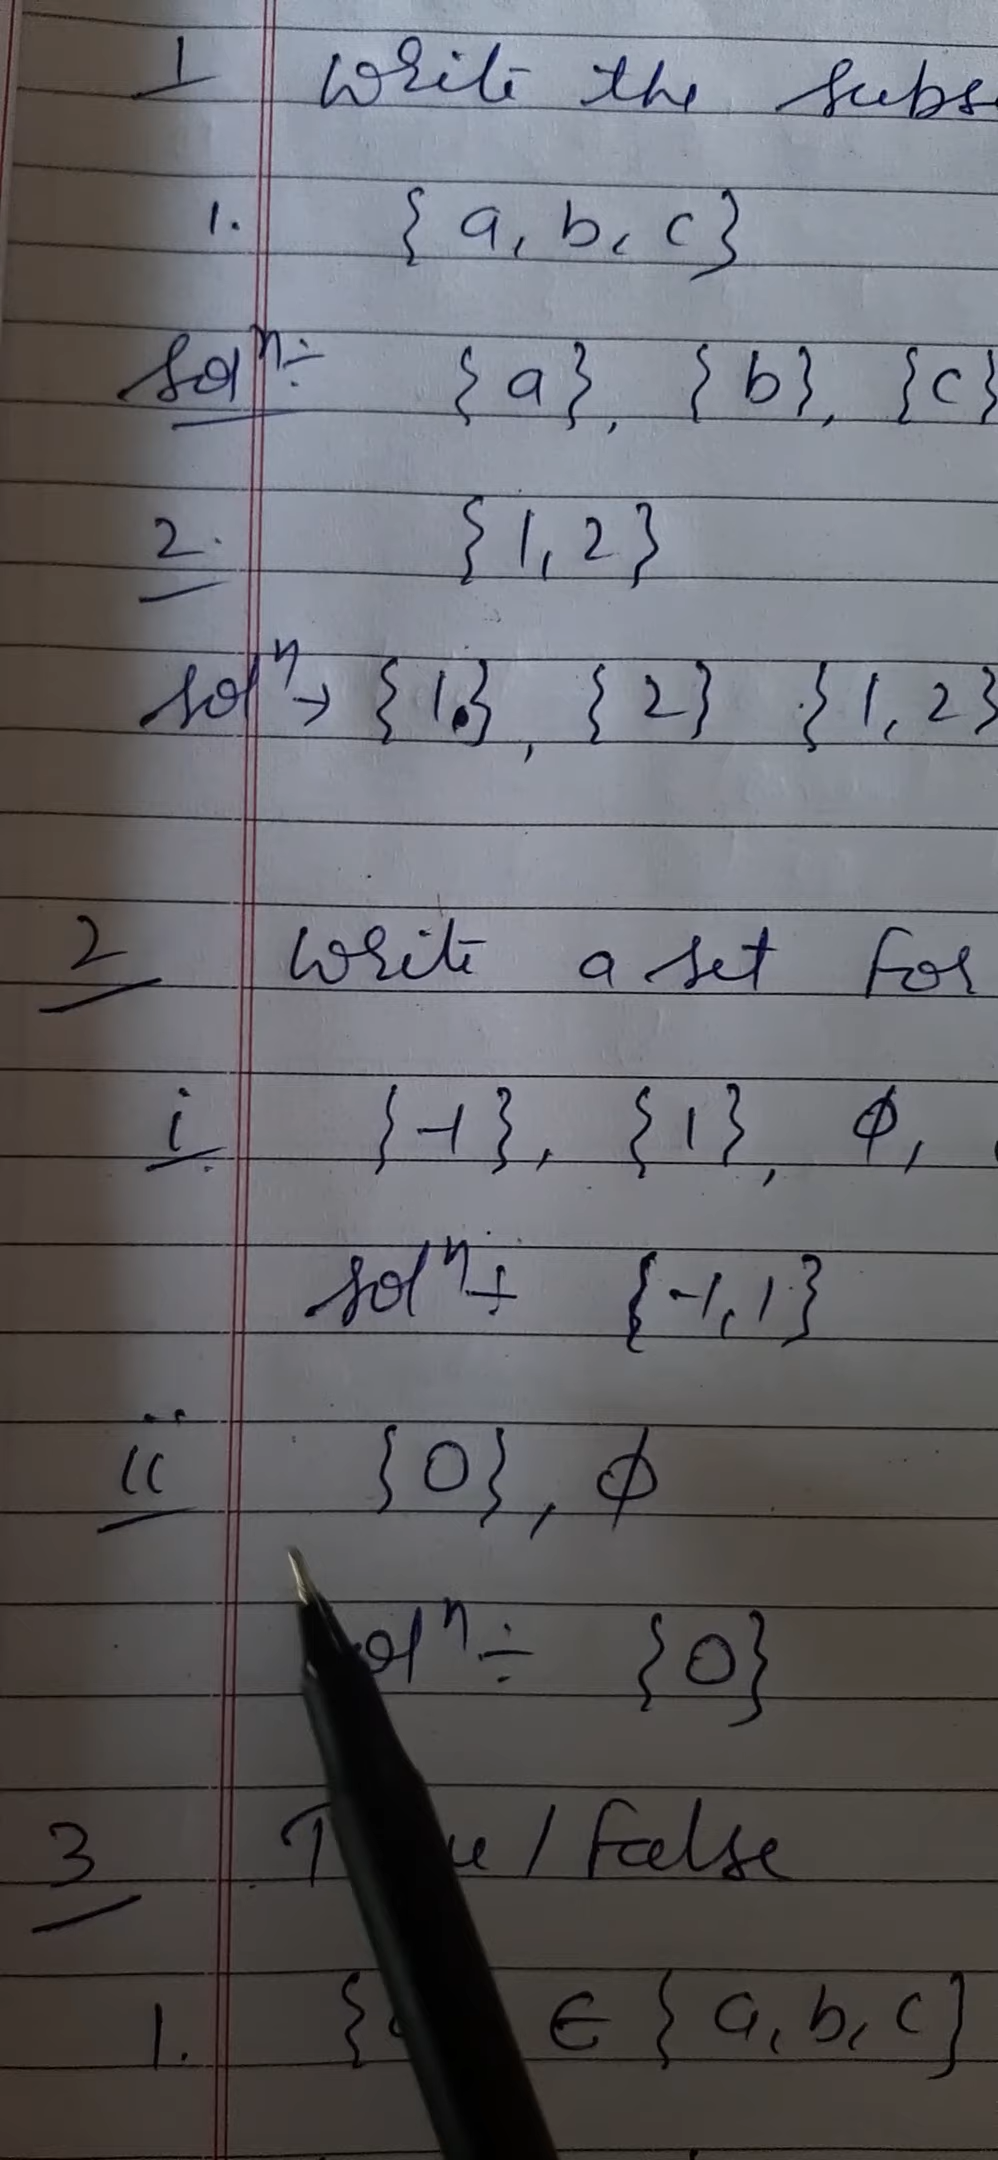 1 Write the subs
1. {a, b, c}
Solⁿ÷ {a}, {b}, {c}
2. {1, 2}
Solⁿ→ {1}, {2} {1, 2}
2 Write a set for
i. {-1}, {1}, φ,
Solⁿ÷ {-1, 1}
ii {0}, φ
solⁿ÷ {0}
3 / False
1. ∈ {a, b, c}